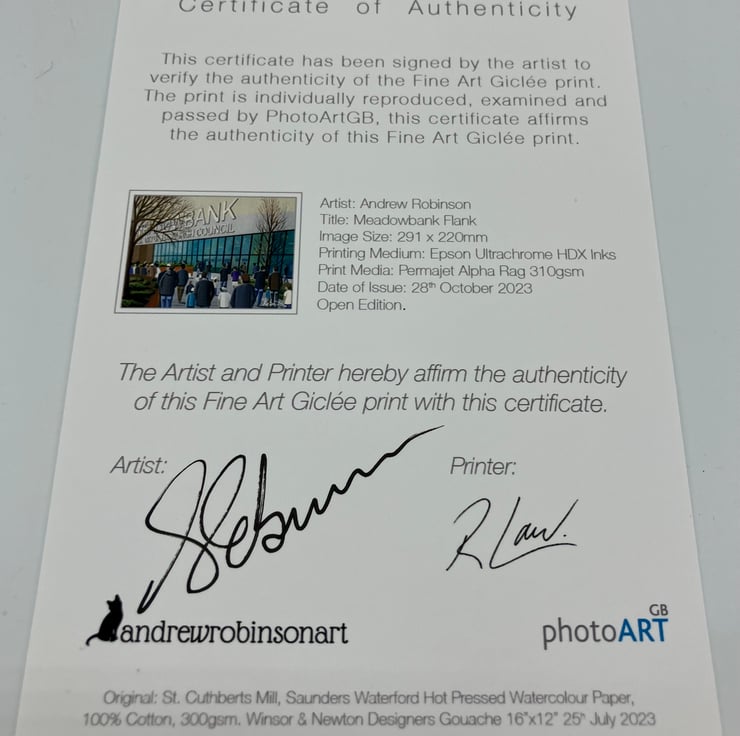 Certificate of Authenticity
This certificate has been signed by the artist to
verify the authenticity of the Fine Art Giclée print.
The print is individually reproduced, examined and
passed by PhotoArtGB, this certificate affirms
the authenticity of this Fine Art Giclée print.
BANK
COUNCIL
Artist: Andrew Robinson
Title: Meadowbank Flank
Image Size: 291 x 220mm
Printing Medium: Epson Ultrachrome HDX Inks
Print Media: Permajet Alpha Rag 310gsm
Date of Issue: 28th October 2023
Open Edition.
The Artist and Printer hereby affirm the authenticity
of this Fine Art Giclée print with this certificate.
Artist:
Printer:
R Law.
andrewrobinsonart
photoART GB
Original: St. Cuthberts Mill, Saunders Waterford Hot Pressed Watercolour Paper,
100% Cotton, 300gsm. Winsor & Newton Designers Gouache 16"x12" 25th July 2023